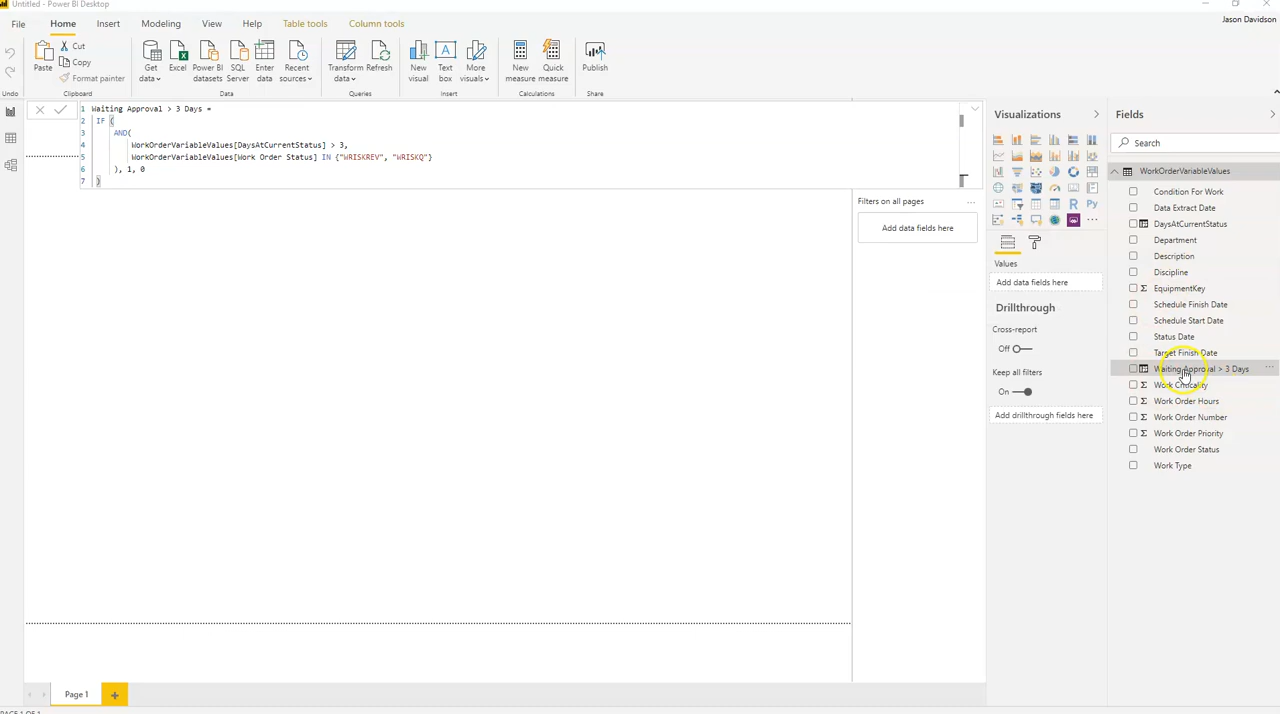 Untitled - Power BI Desktop
Jason Davidson
File Home Insert Modeling View Help Table tools Column tools
Paste
Cut
Copy
Format painter
Get data
Excel
Power BI datasets
SQL Server
Enter data
Recent sources
Transform data
Refresh
New visual
Text box
More visuals
New measure
Quick measure
Publish
Undo
Clipboard
Data
Queries
Insert
Calculations
Share
1 Waiting Approval > 3 Days =
2 IF (
3 AND(
4 WorkOrderVariableValues[DaysAtCurrentStatus] > 3,
5 WorkOrderVariableValues[Work Order Status] IN {"WRISKREV", "WRISKQ"}
6 ), 1, 0
7 )
Filters on all pages
...
Add data fields here
Visualizations
R
Py
Values
Add data fields here
Drillthrough
Cross-report
Off
Keep all filters
On
Add drillthrough fields here
Fields
Search
WorkOrderVariableValues
Condition For Work
Data Extract Date
DaysAtCurrentStatus
Department
Description
Discipline
Σ EquipmentKey
Schedule Finish Date
Schedule Start Date
Status Date
Target Finish Date
Waiting Approval > 3 Days
Σ Work Criticality
Σ Work Order Hours
Work Order Number
Σ Work Order Priority
Work Order Status
Work Type
Page 1
PAGE 1 OF 1